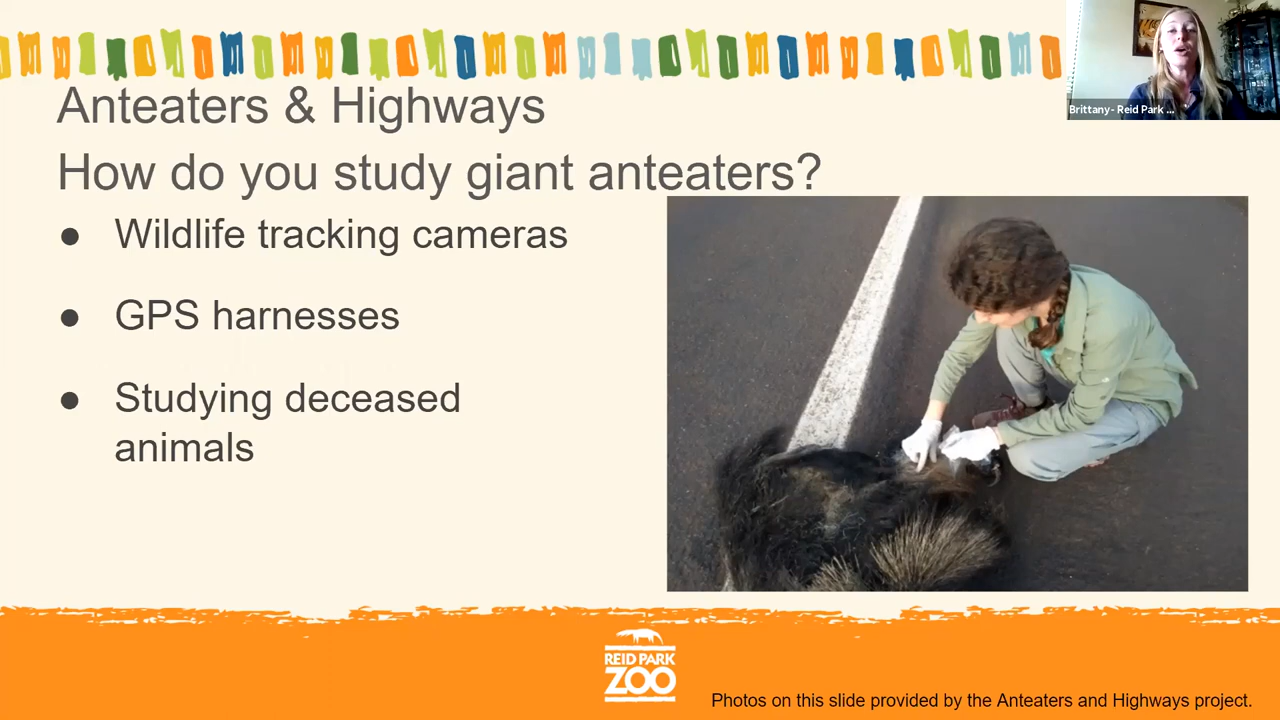 Brittany- Reid Park ...
Anteaters & Highways
How do you study giant anteaters?
● Wildlife tracking cameras
● GPS harnesses
● Studying deceased
animals
REID PARK
ZOO
Photos on this slide provided by the Anteaters and Highways project.